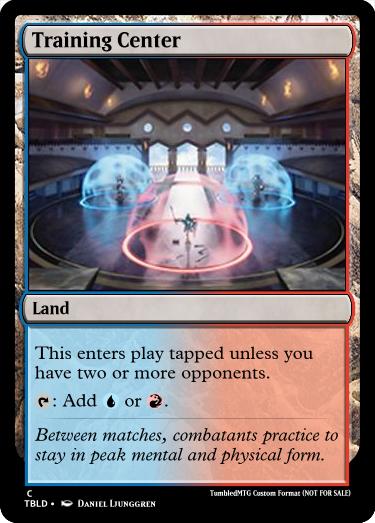 Training Center
Land
This enters play tapped unless you
have two or more opponents.
: Add or .
Between matches, combatants practice to
stay in peak mental and physical form.
C
TBLD • Daniel Ljunggren
TumbledMTG Custom Format (NOT FOR SALE)